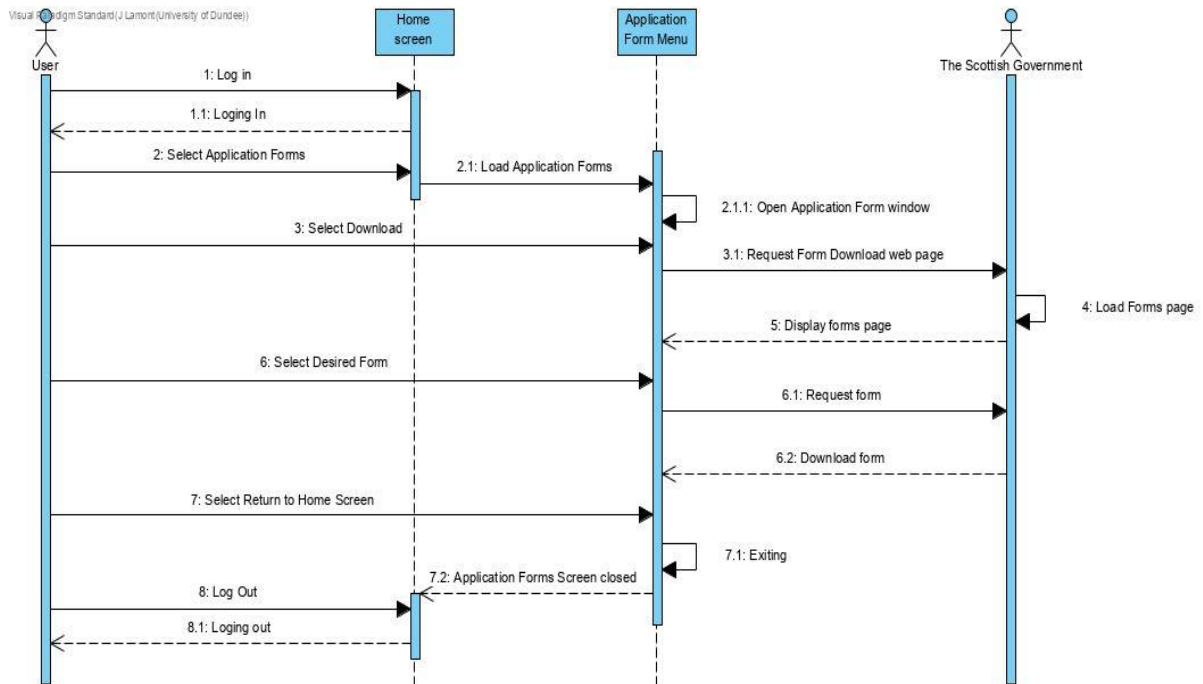 Visual Paradigm Standard(J Lamont(University of Dundee))
Home
screen
Application
Form Menu
User
The Scottish Government
1: Log in
1.1: Loging In
2: Select Application Forms
2.1: Load Application Forms
2.1.1: Open Application Form window
3: Select Download
3.1: Request Form Download web page
4: Load Forms page
5: Display forms page
6: Select Desired Form
6.1: Request form
6.2: Download form
7: Select Return to Home Screen
7.1: Exiting
7.2: Application Forms Screen closed
8: Log Out
8.1: Loging out